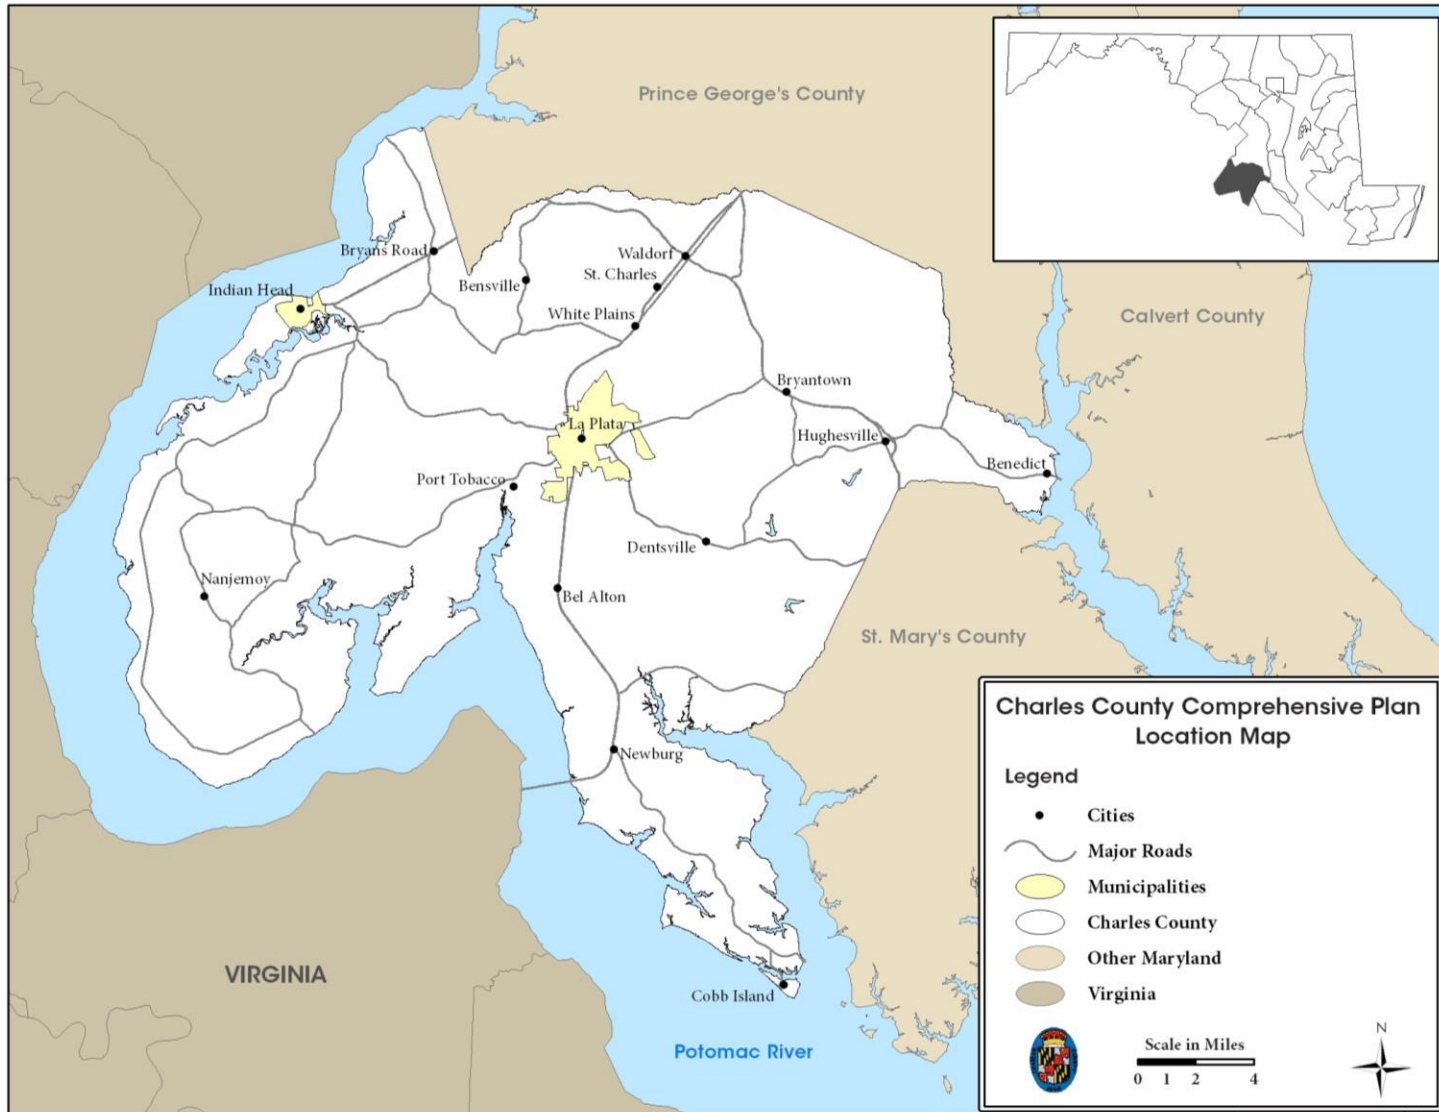 Prince George's County
Bryans Road
Waldorf
St. Charles
Bensville
Indian Head
White Plains
Calvert County
Bryantown
La Plata
Hughesville
Benedict
Port Tobacco
Dentsville
Nanjemoy
Bel Alton
St. Mary's County
Newburg
VIRGINIA
Cobb Island
Potomac River
Charles County Comprehensive Plan
Location Map
Legend
Cities
Major Roads
Municipalities
Charles County
Other Maryland
Virginia
Scale in Miles
0 1 2 4
N